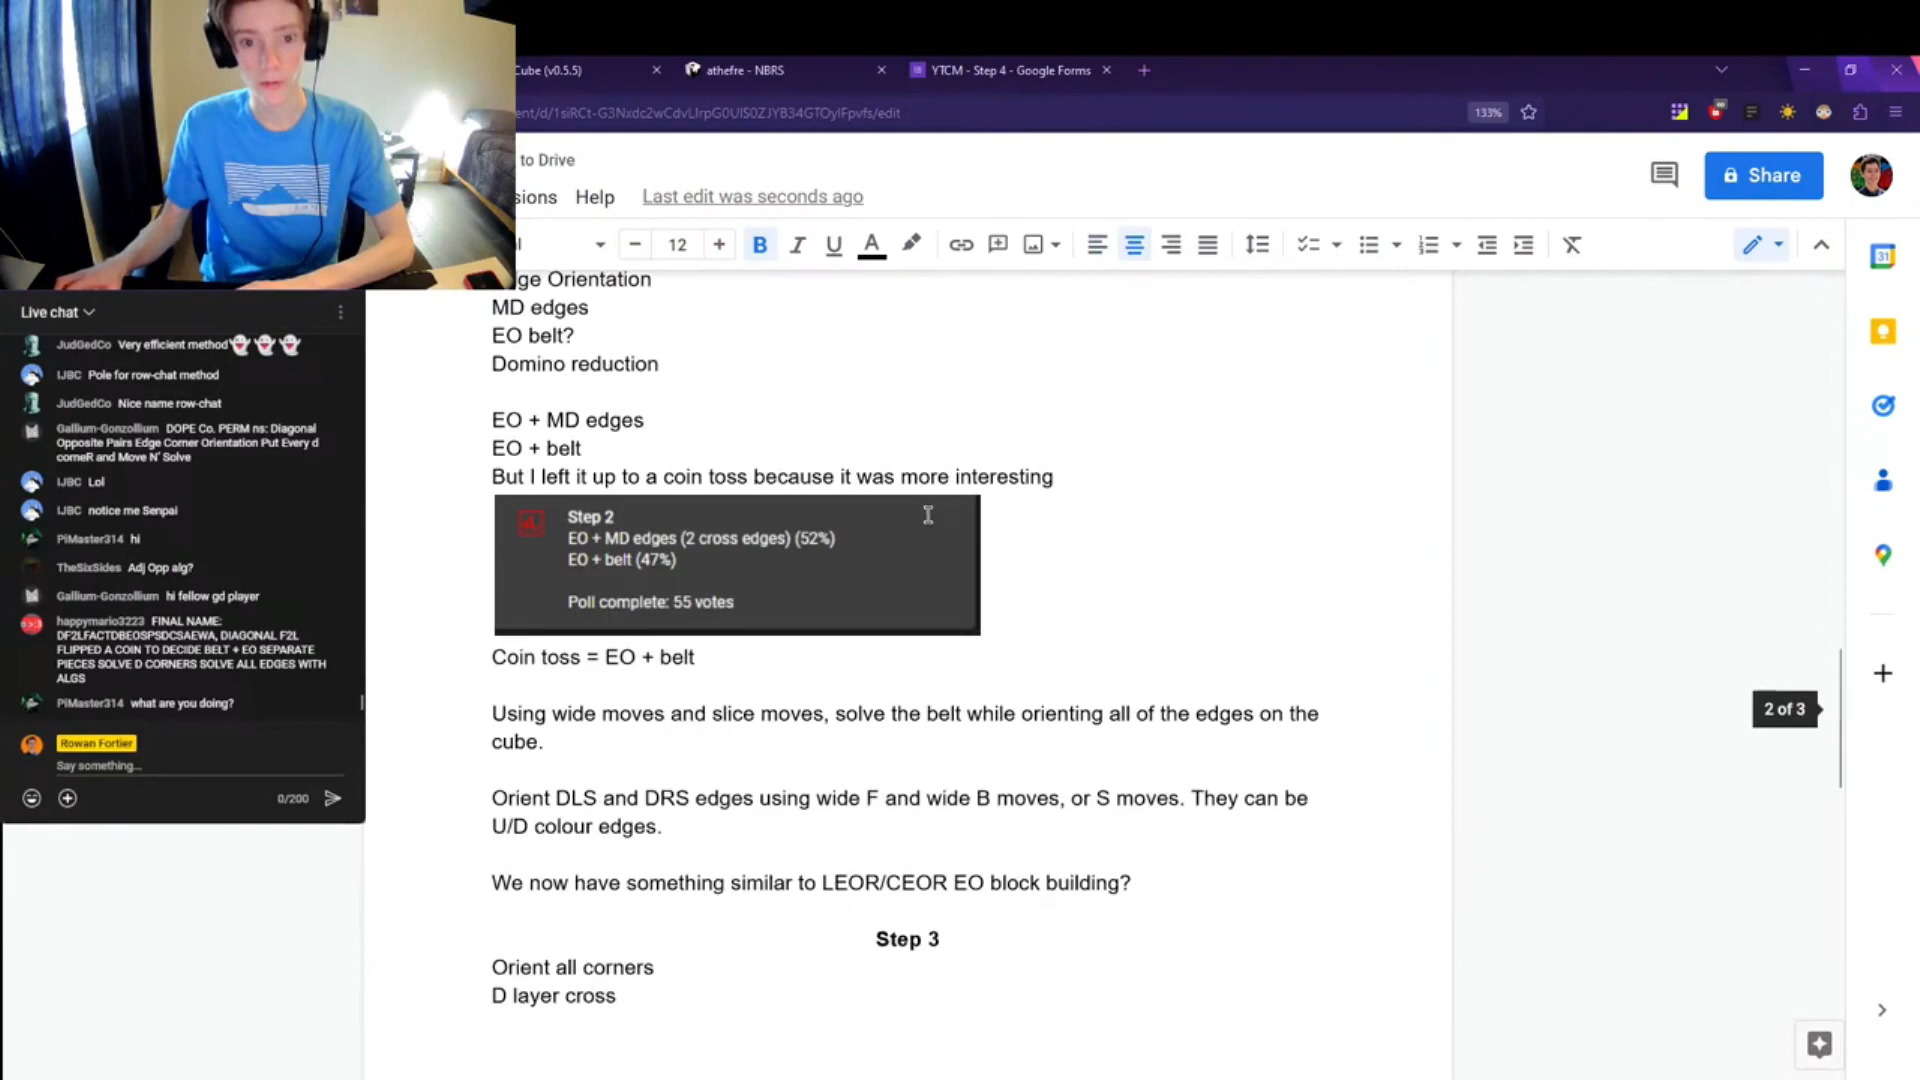 Cube (v0.5.5)
athefre - NBRS
YTCM - Step 4 - Google Forms
ent/d/1siRCt-G3Nxdc2wCdvLIrpG0UIS0ZJYB34GTOyIFpvfs/edit
133%
to Drive
sions Help Last edit was seconds ago
Share
12
B I U A
31
Live chat
JudGedCo Very efficient method
IJBC Pole for row-chat method
JudGedCo Nice name row-chat
Gallium-Gonzollium DOPE Co. PERM ns: Diagonal
Opposite Pairs Edge Corner Orientation Put Every d
corneR and Move N' Solve
IJBC Lol
IJBC notice me Senpai
PiMaster314 hi
TheSixSides Adj Opp alg?
Gallium-Gonzollium hi fellow gd player
happymario3223 FINAL NAME:
DF2LFACTDBEOSPSDCSAEWA, DIAGONAL F2L
FLIPPED A COIN TO DECIDE BELT + EO SEPARATE
PIECES SOLVE D CORNERS SOLVE ALL EDGES WITH
ALGS
PiMaster314 what are you doing?
Rowan Fortier
Say something...
0/200
ge Orientation
MD edges
EO belt?
Domino reduction
EO + MD edges
EO + belt
But I left it up to a coin toss because it was more interesting
Step 2
EO + MD edges (2 cross edges) (52%)
EO + belt (47%)
Poll complete: 55 votes
Coin toss = EO + belt
Using wide moves and slice moves, solve the belt while orienting all of the edges on the
cube.
Orient DLS and DRS edges using wide F and wide B moves, or S moves. They can be
U/D colour edges.
We now have something similar to LEOR/CEOR EO block building?
Step 3
Orient all corners
D layer cross
2 of 3